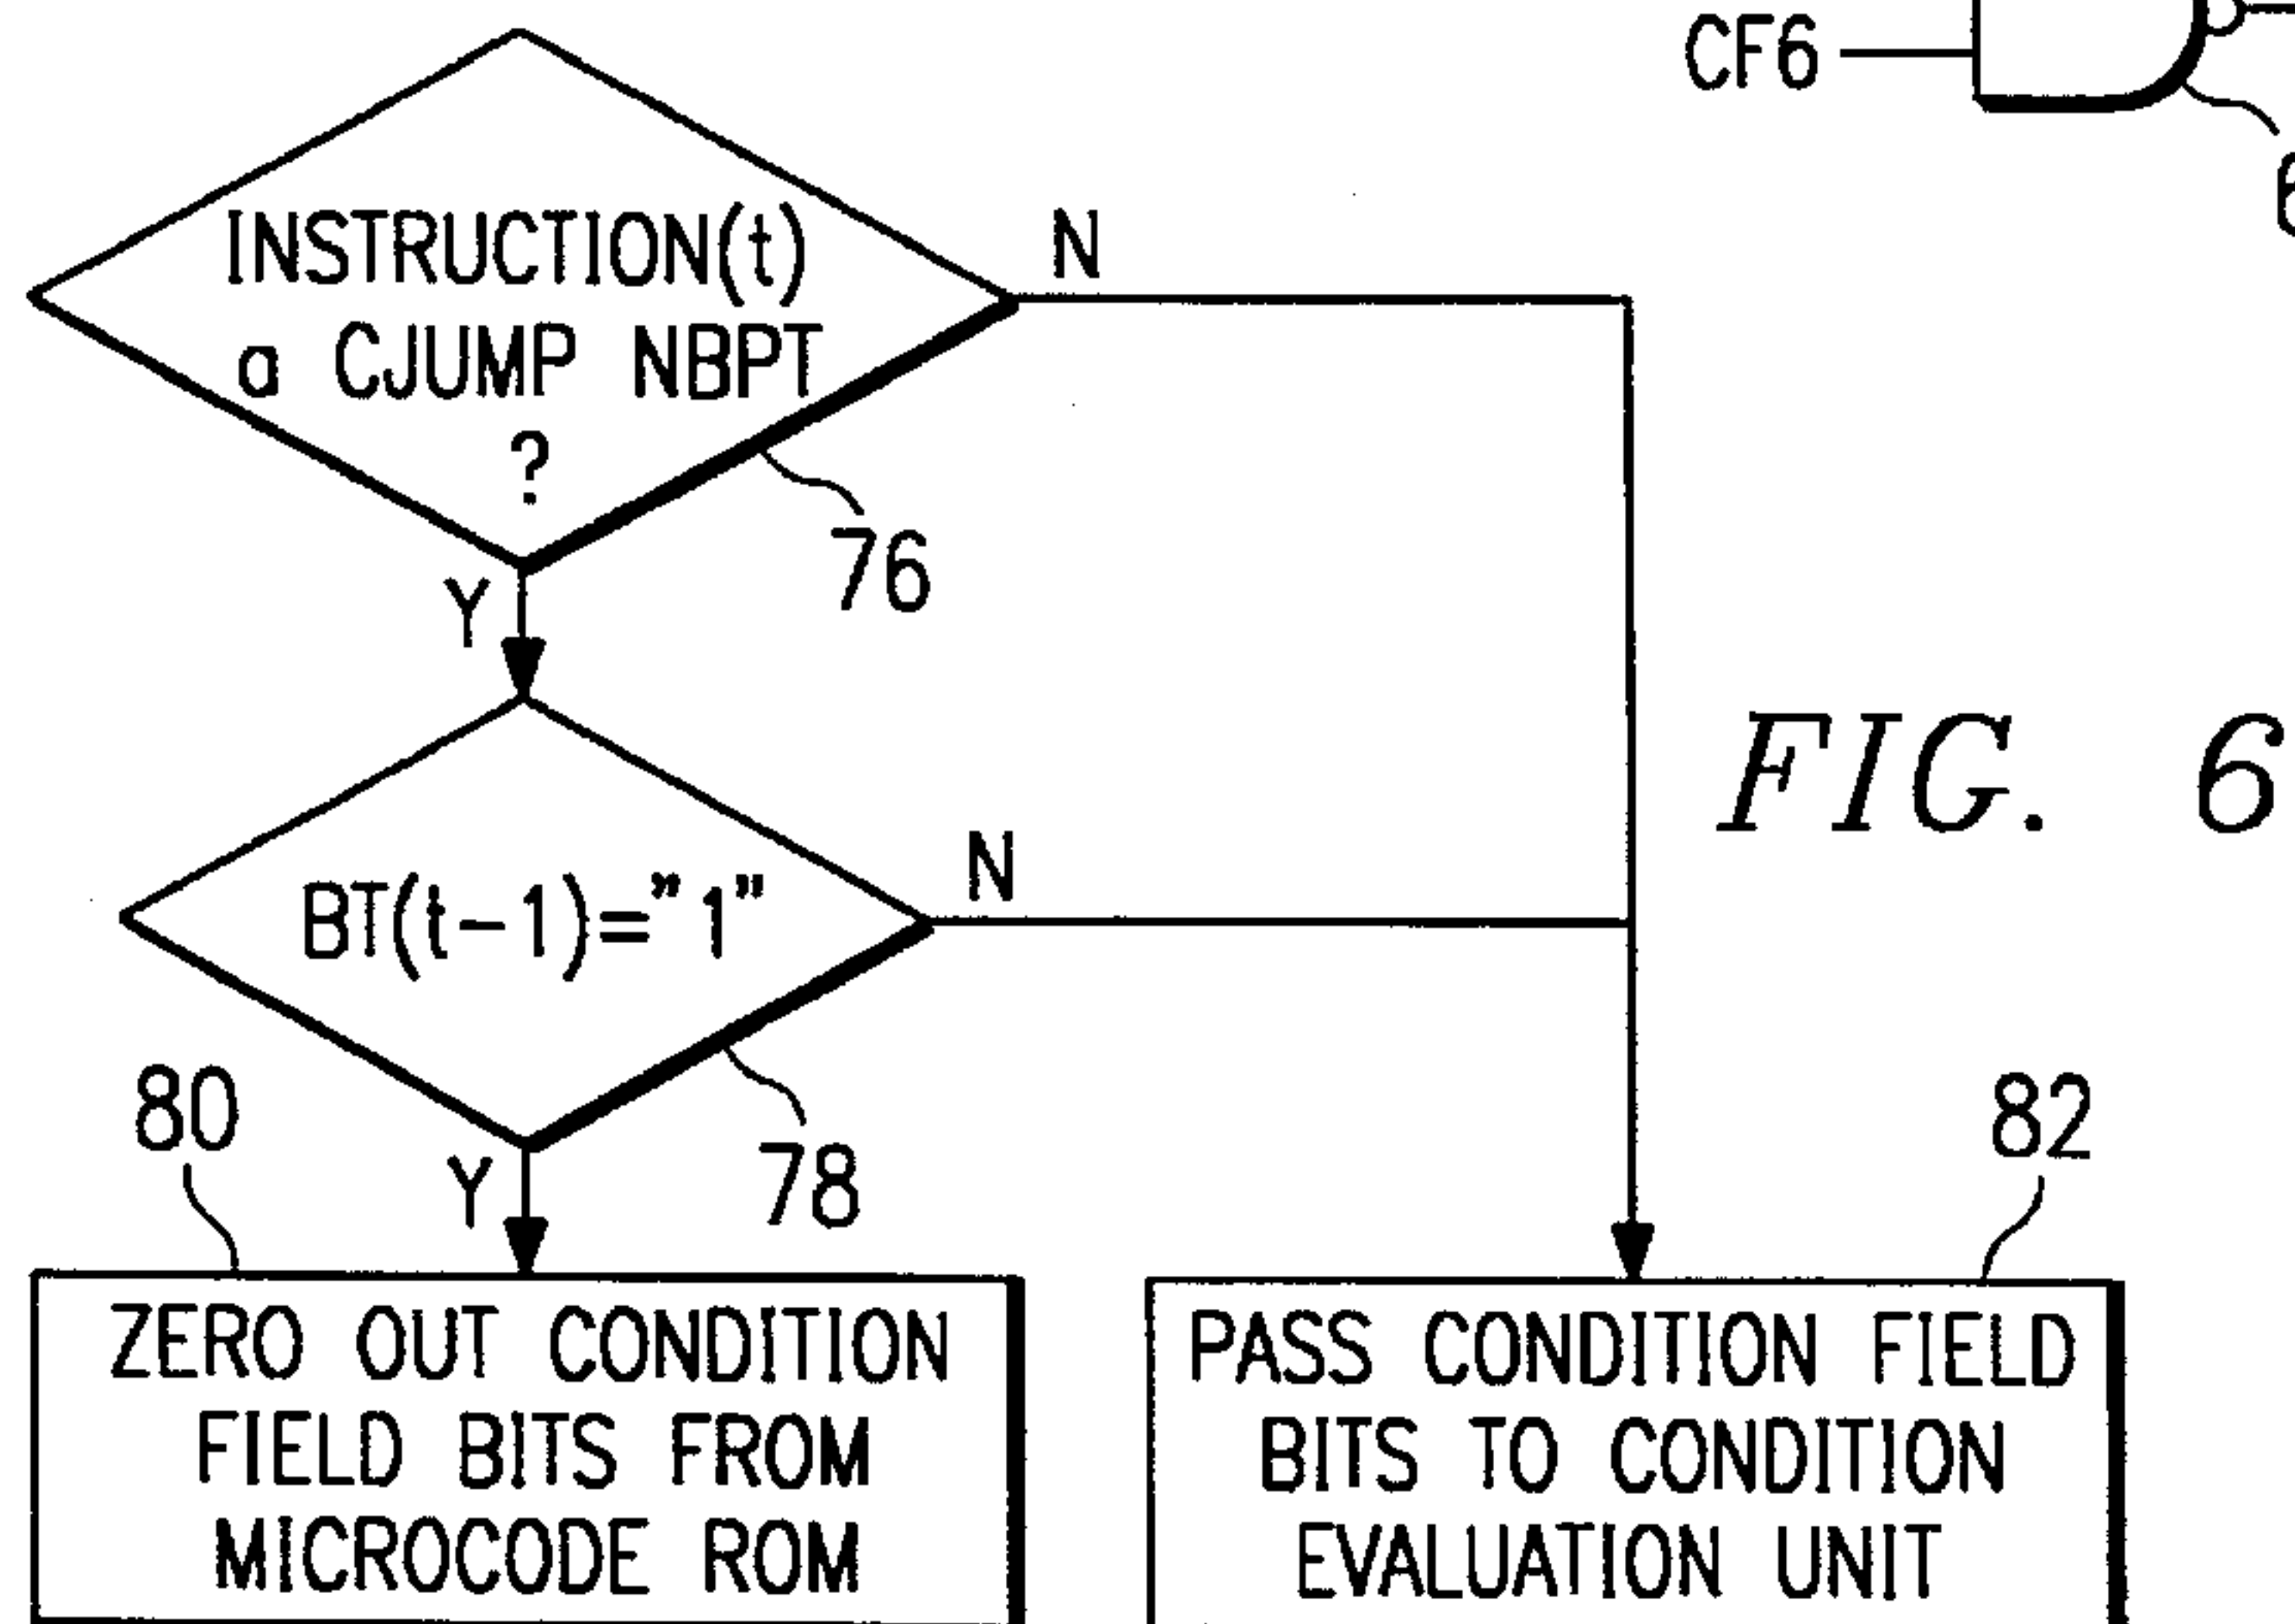 CF6
INSTRUCTION(t)
a CJUMP NBPT
?
N
76
Y
FIG. 6
BT(t-1)="1"
N
78
Y
80
82
ZERO OUT CONDITION
FIELD BITS FROM
MICROCODE ROM
PASS CONDITION FIELD
BITS TO CONDITION
EVALUATION UNIT